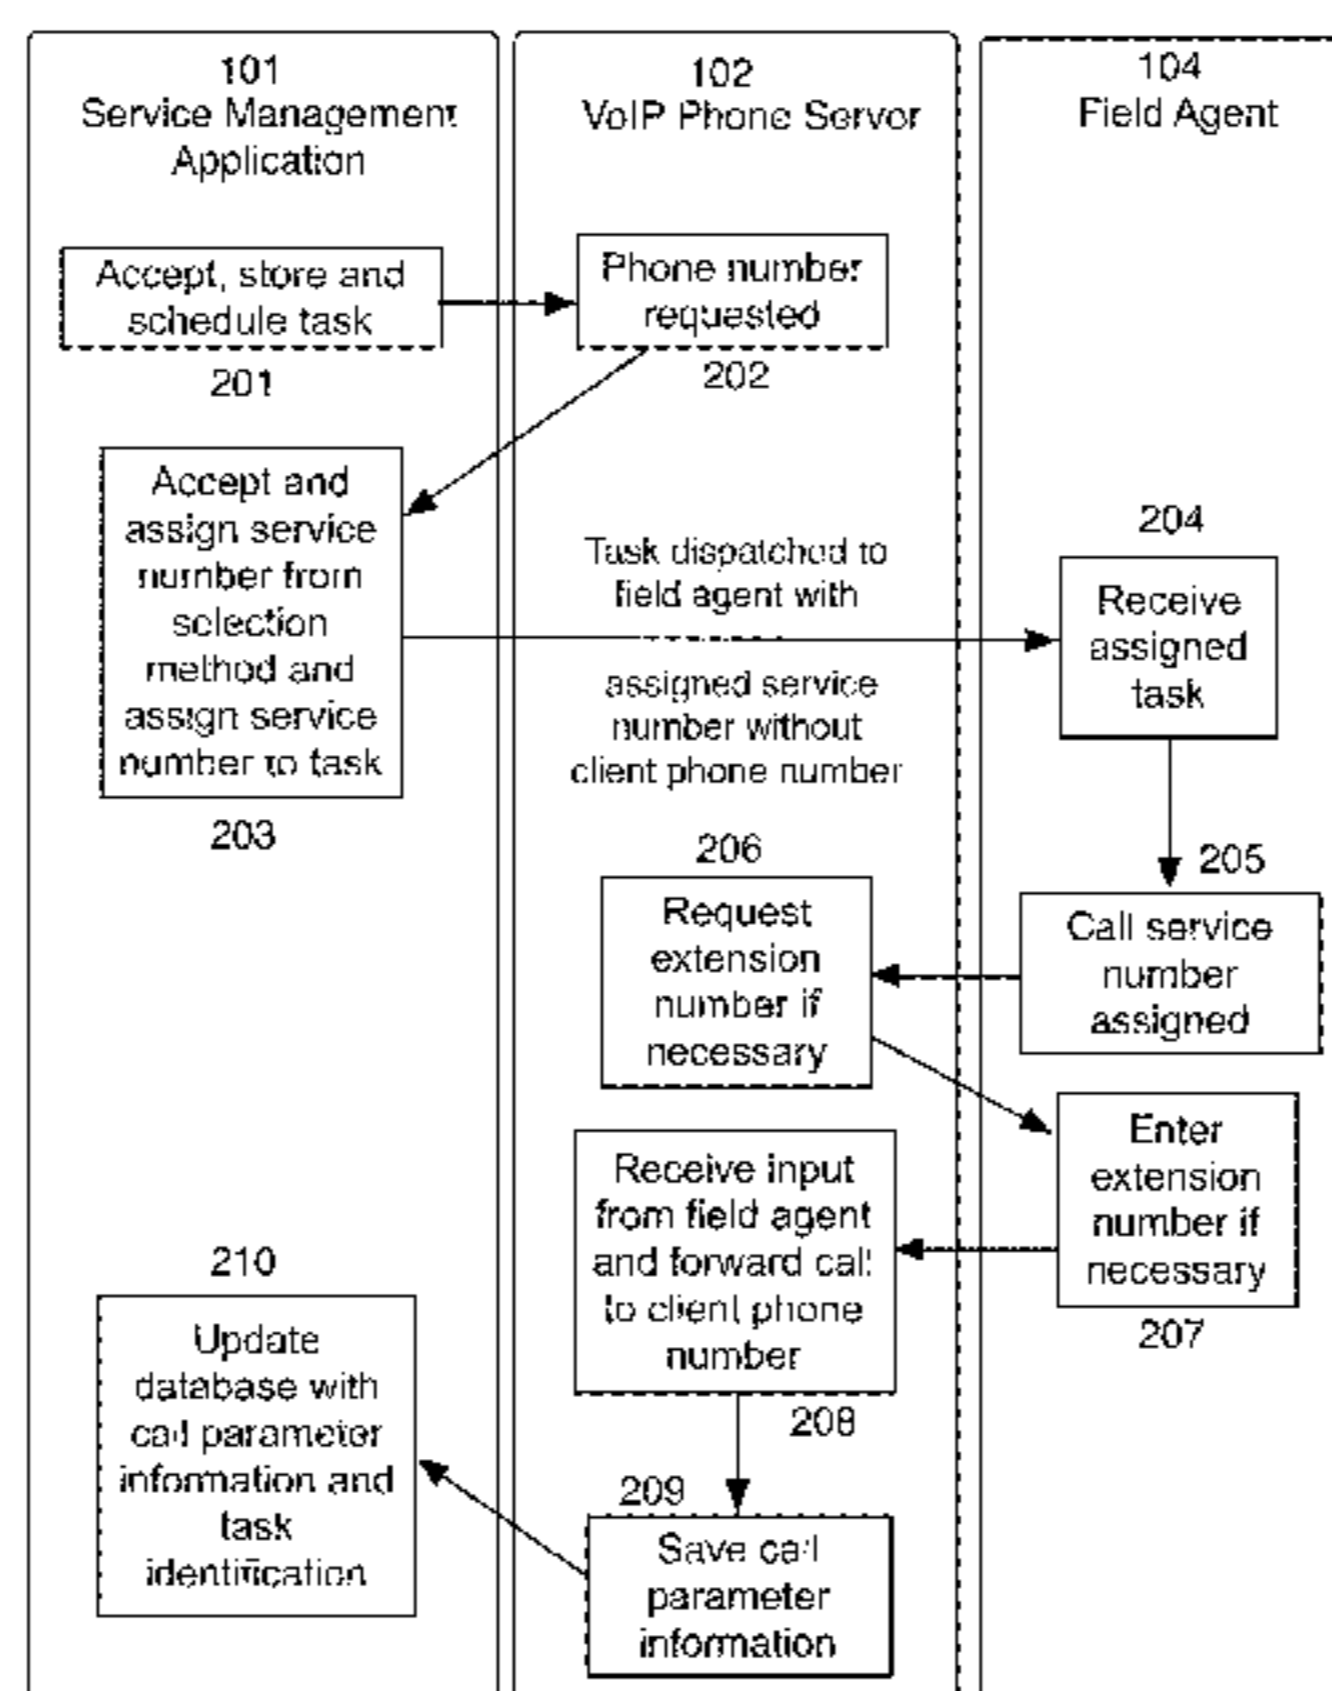 101
Service Management
Application
102
VoIP Phone Server
104
Field Agent
Accept, store and
schedule task
201
Phone number
requested
202
Accept and
assign service
number from
selection
method and
assign service
number to task
203
Task dispatched to
field agent with
assigned service
number without
client phone number
204
Receive
assigned
task
205
Call service
number
assigned
206
Request
extension
number if
necessary
Enter
extension
number if
necessary
207
Receive input
from field agent
and forward call
to client phone
number
208
209
Save call
parameter
information
210
Update
database with
call parameter
information and
task
identification